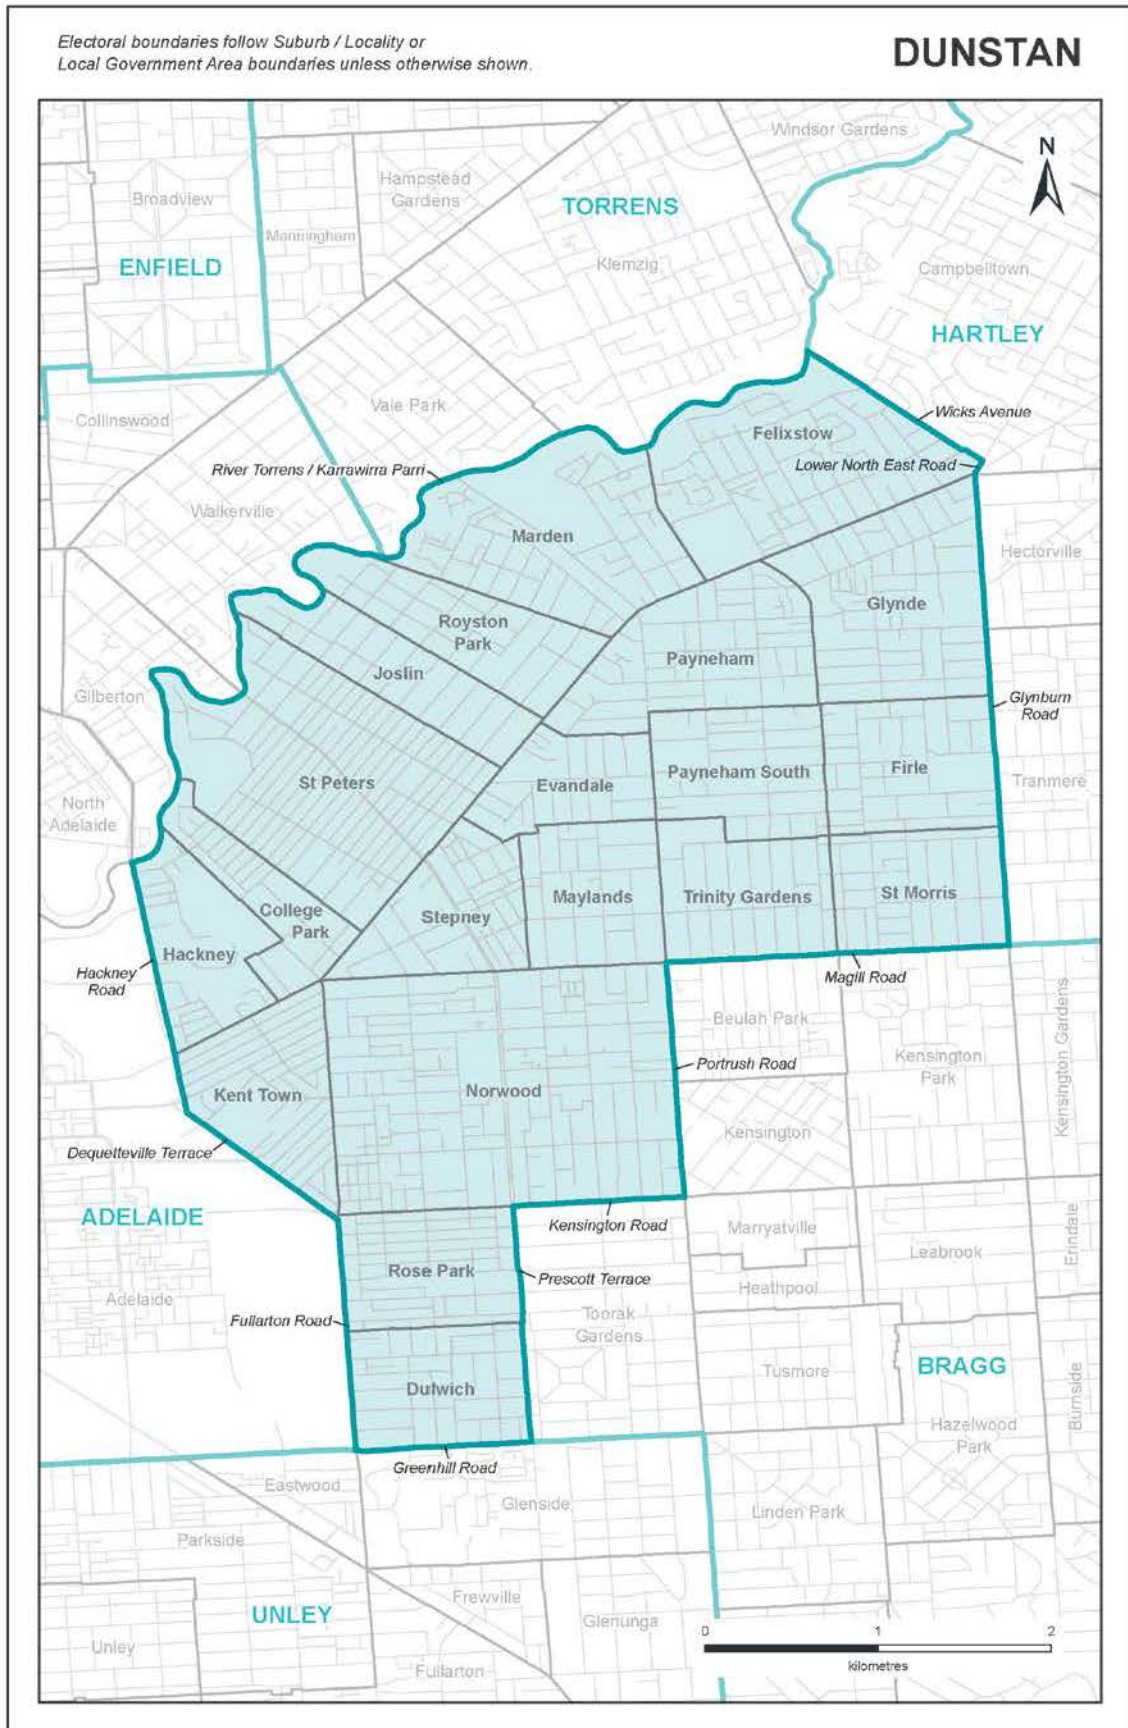 Electoral boundaries follow Suburb / Locality or
Local Government Area boundaries unless otherwise shown.
DUNSTAN
N
Windsor Gardens
Hampstead
Gardens
Broadview
TORRENS
Manningham
ENFIELD
Klemzig
Campbelltown
HARTLEY
Vale Park
Collinswood
Wicks Avenue
Felixstow
River Torrens / Karrawirra Parri
Lower North East Road
Walkerville
Marden
Hectorville
Glynde
Royston
Park
Payneham
Joslin
Gilberton
Glynburn
Road
St Peters
Evandale
Payneham South
Firle
Tranmere
North
Adelaide
Maylands
Trinity Gardens
St Morris
College
Park
Stepney
Hackney
Hackney
Road
Magill Road
Beulah Park
Kensington Gardens
Kensington
Park
Portrush Road
Norwood
Kent Town
Kensington
Dequetteville Terrace
ADELAIDE
Kensington Road
Marryatville
Leabrook
Erindale
Rose Park
Prescott Terrace
Heathpool
Adelaide
Fullarton Road
Toorak
Gardens
Tusmore
BRAGG
Burnside
Dulwich
Hazelwood
Park
Greenhill Road
Eastwood
Glenside
Linden Park
Parkside
Frewville
UNLEY
Glenunga
Unley
Fullarton
0 1 2
kilometres